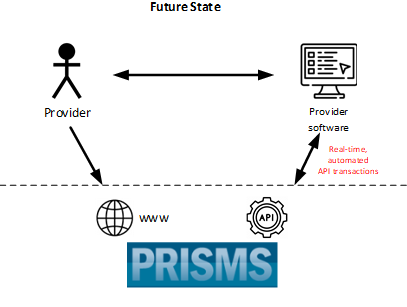 Future State
Provider
Provider
software
Real-time,
automated
API transactions
www
API
PRISMS